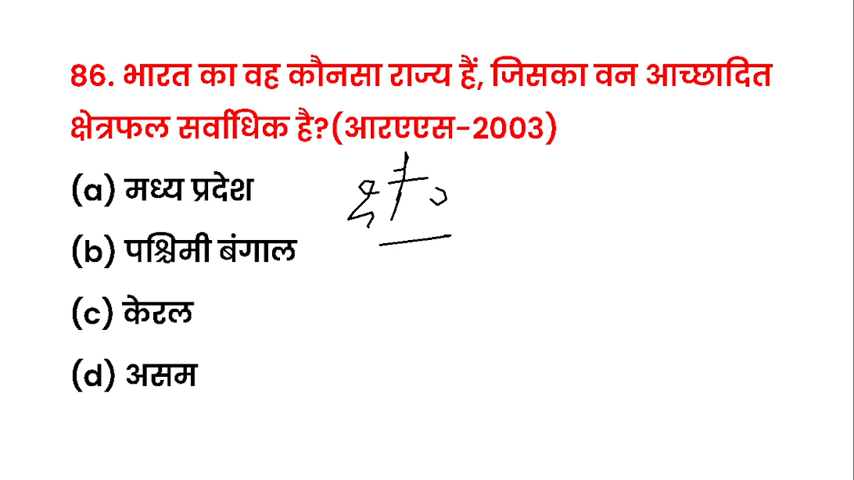 86. भारत का वह कौनसा राज्य हैं, जिसका वन आच्छादित
क्षेत्रफल सर्वाधिक है?(आरएएस-2003)
(a) मध्य प्रदेश
(b) पश्चिमी बंगाल
(c) केरल
(d) असम